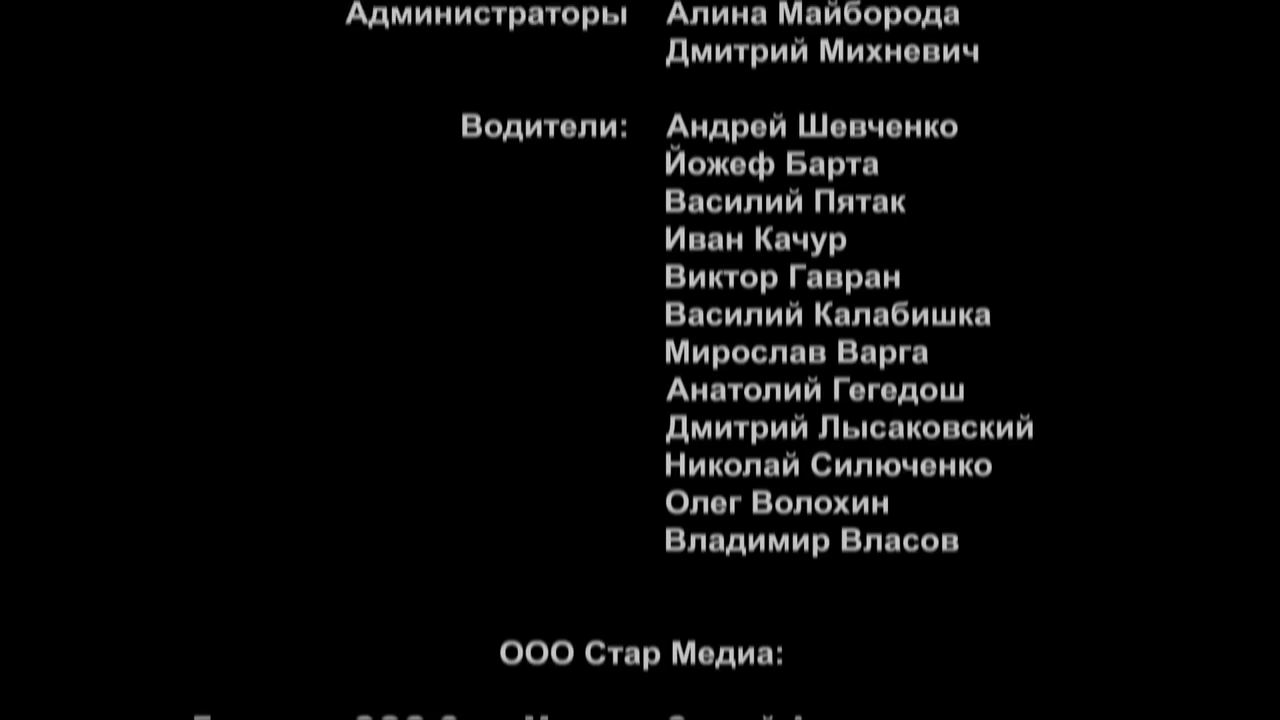 Администраторы Алина Майборода
Дмитрий Михневич
Водители: Андрей Шевченко
Йожеф Барта
Василий Пятак
Иван Качур
Виктор Гавран
Василий Калабишка
Мирослав Варга
Анатолий Гегедош
Дмитрий Лысаковский
Николай Силюченко
Олег Волохин
Владимир Власов
ООО Стар Медиа: